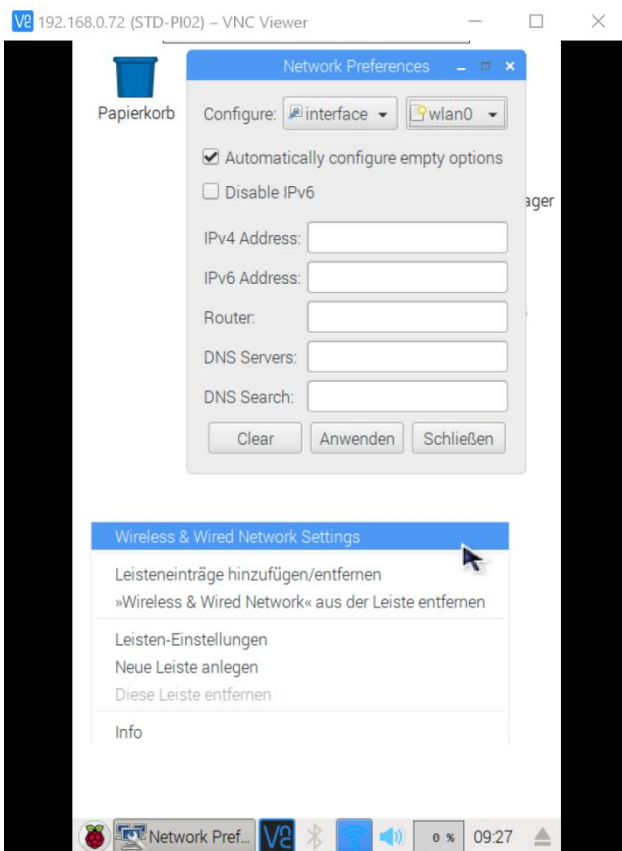 192.168.0.72 (STD-PI02) – VNC Viewer
Papierkorb
Network Preferences
Configure: interface wlan0
Automatically configure empty options
Disable IPv6
ager
IPv4 Address:
IPv6 Address:
Router:
DNS Servers:
DNS Search:
Clear Anwenden Schließen
Wireless & Wired Network Settings
Leisteneinträge hinzufügen/entfernen
»Wireless & Wired Network« aus der Leiste entfernen
Leisten-Einstellungen
Neue Leiste anlegen
Diese Leiste entfernen
Info
Network Pref... 0 % 09:27